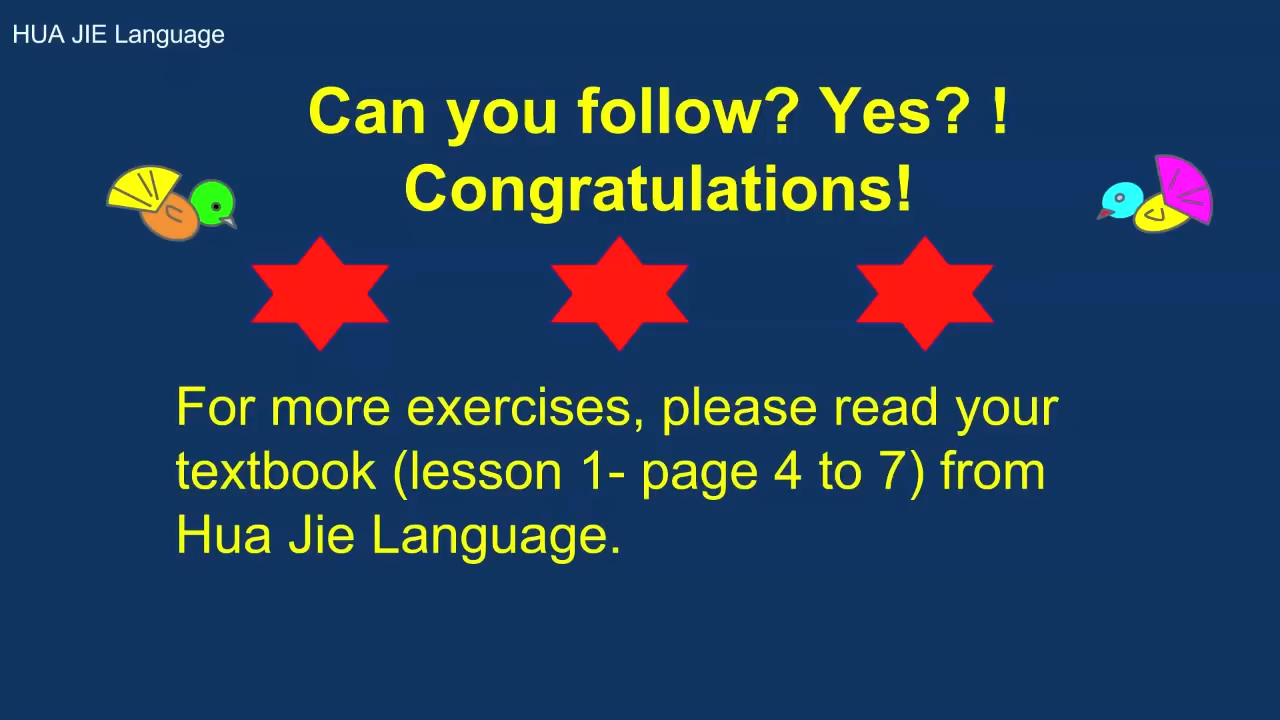 HUA JIE Language
Can you follow? Yes? !
Congratulations!
For more exercises, please read your
textbook (lesson 1- page 4 to 7) from
Hua Jie Language.